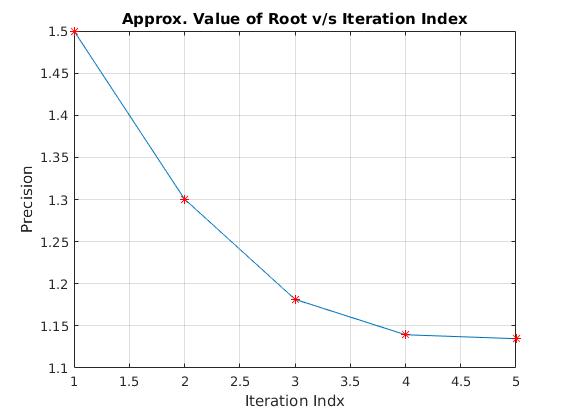 Approx. Value of Root v/s Iteration Index
1.5
1.45
1.4
1.35
1.3
1.25
1.2
1.15
1.1
Precision
1 1.5 2 2.5 3 3.5 4 4.5 5
Iteration Indx